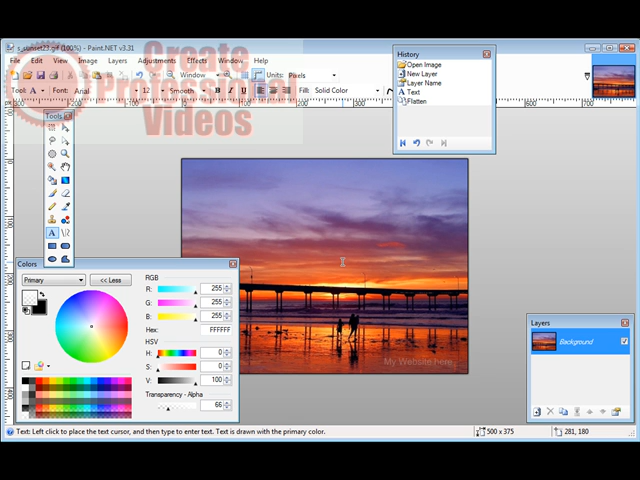 s_sunset23.gif (100%) - Paint.NET v3.31
File Edit View Image Layers Adjustments Effects Window Help
Window Units: Pixels
Tool: Font: Arial 12 Smooth B I U Fill: Solid Color
Create
Professional
Videos
History
Open Image
New Layer
Layer Name
Text
Flatten
Tools
Colors
Primary
<< Less
RGB
R: 255
G: 255
B: 255
Hex: FFFFFF
HSV
H: 0
S: 0
V: 100
Transparency - Alpha
66
My Website here
Layers
Background
Text: Left click to place the text cursor, and then type to enter text. Text is drawn with the primary color.
500 x 375
281, 180